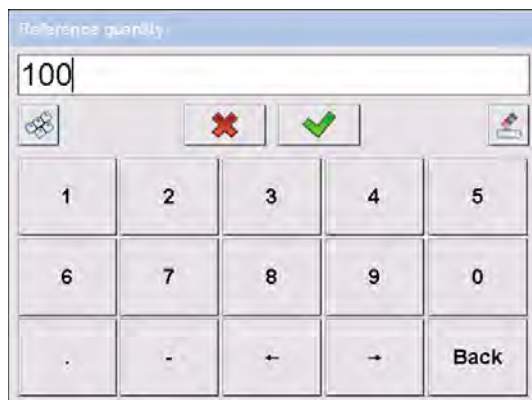 Reference quantity:
100
1 2 3 4 5
6 7 8 9 0
. - ← → Back